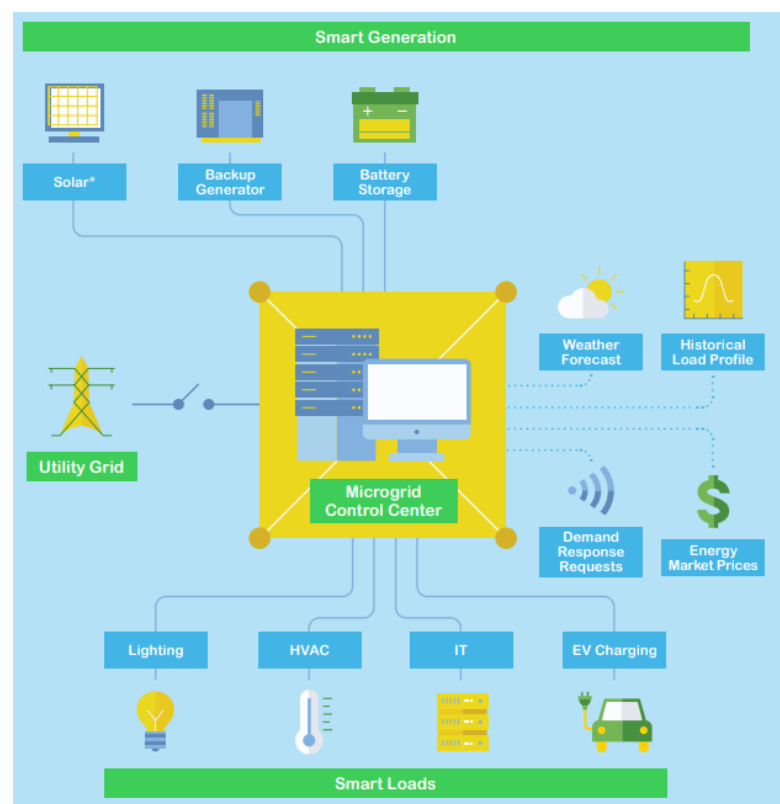 Smart Generation
Solar*
Backup
Generator
Battery
Storage
Weather
Forecast
Historical
Load Profile
Utility Grid
Microgrid
Control Center
Demand
Response
Requests
Energy
Market Prices
Lighting
HVAC
IT
EV Charging
Smart Loads